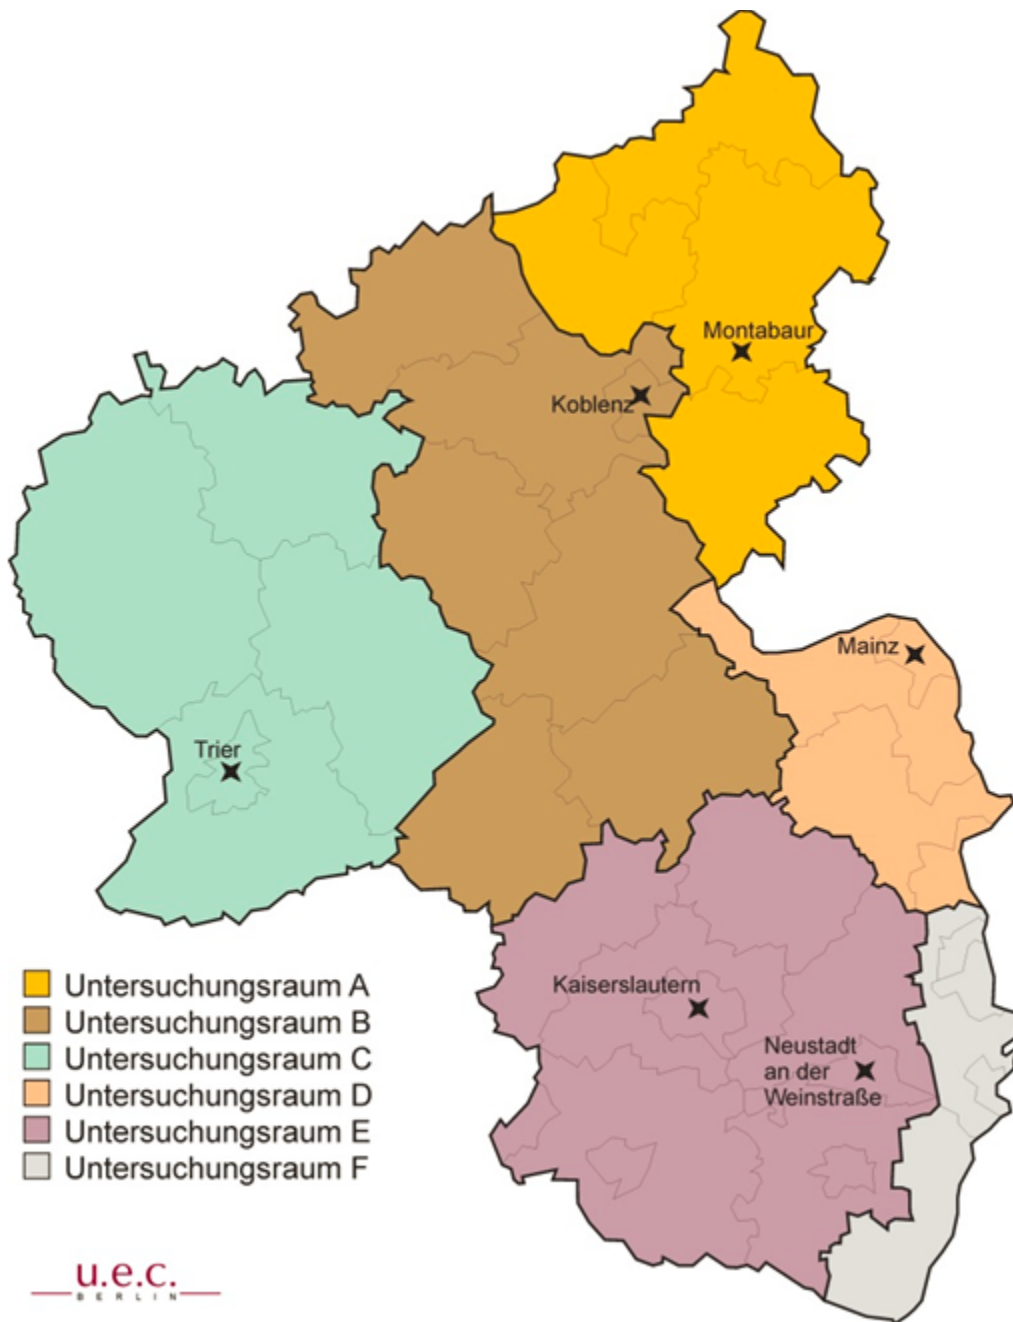 Montabaur
Koblenz
Mainz
Trier
Kaiserslautern
Neustadt
an der
Weinstraße
Untersuchungsraum A
Untersuchungsraum B
Untersuchungsraum C
Untersuchungsraum D
Untersuchungsraum E
Untersuchungsraum F
u.e.c.
BERLIN